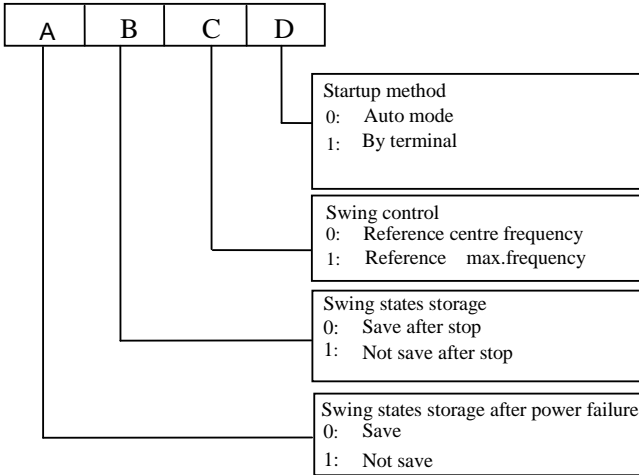 A B C D
Startup method
0: Auto mode
1: By terminal
Swing control
0: Reference centre frequency
1: Reference max.frequency
Swing states storage
0: Save after stop
1: Not save after stop
Swing states storage after power failure
0: Save
1: Not save